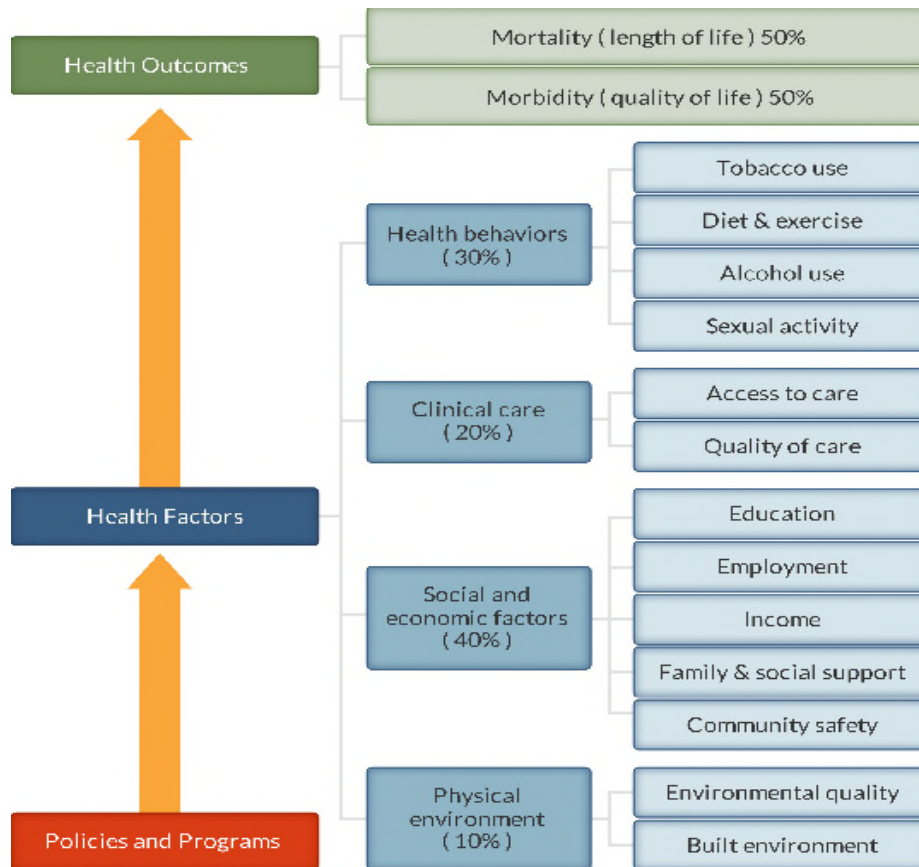 Health Outcomes
Mortality ( length of life ) 50%
Morbidity ( quality of life ) 50%
Health Factors
Health behaviors
( 30% )
Tobacco use
Diet & exercise
Alcohol use
Sexual activity
Clinical care
( 20% )
Access to care
Quality of care
Social and
economic factors
( 40% )
Education
Employment
Income
Family & social support
Community safety
Policies and Programs
Physical
environment
( 10% )
Environmental quality
Built environment